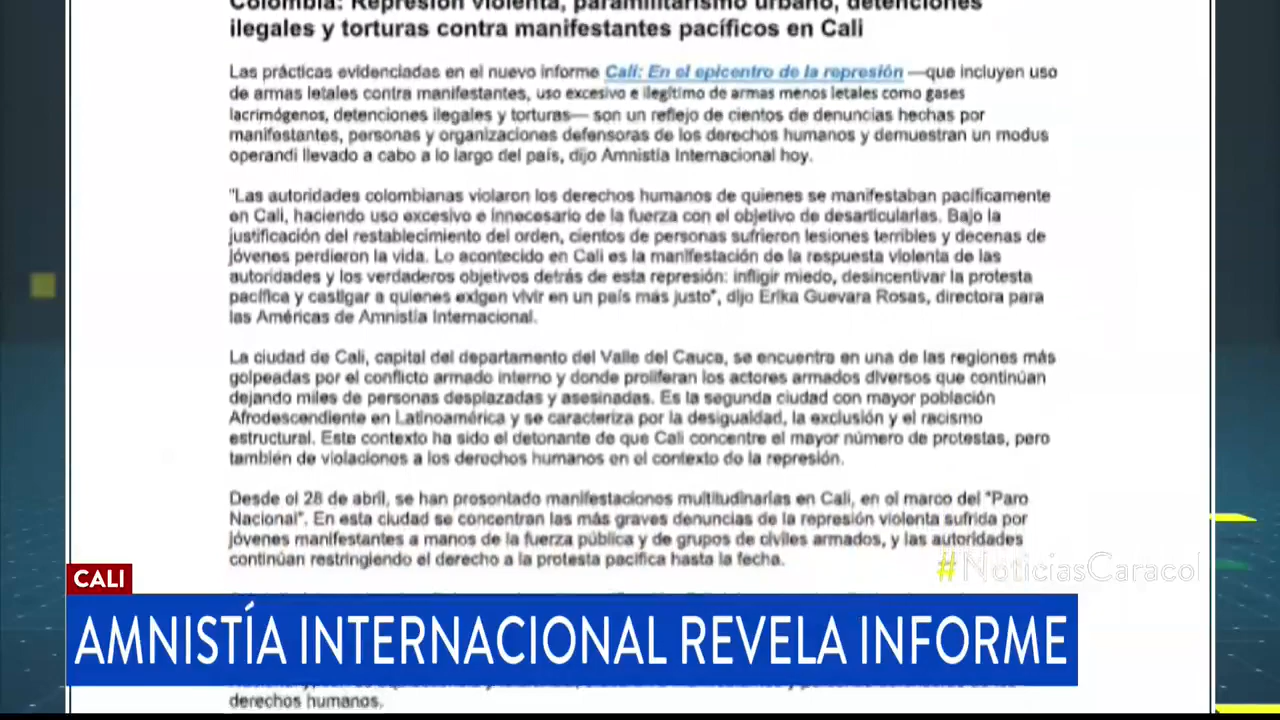 Colombia: Represión violenta, paramilitarismo urbano, detenciones
ilegales y torturas contra manifestantes pacíficos en Cali
Las prácticas evidenciadas en el nuevo informe Cali: En el epicentro de la represión —que incluyen uso
de armas letales contra manifestantes, uso excesivo e ilegítimo de armas menos letales como gases
lacrimógenos, detenciones ilegales y torturas— son un reflejo de cientos de denuncias hechas por
manifestantes, personas y organizaciones defensoras de los derechos humanos y demuestran un modus
operandi llevado a cabo a lo largo del país, dijo Amnistía Internacional hoy.
"Las autoridades colombianas violaron los derechos humanos de quienes se manifestaban pacíficamente
en Cali, haciendo uso excesivo e innecesario de la fuerza con el objetivo de desarticularlas. Bajo la
justificación del restablecimiento del orden, cientos de personas sufrieron lesiones terribles y decenas de
jóvenes perdieron la vida. Lo acontecido en Cali es la manifestación de la respuesta violenta de las
autoridades y los verdaderos objetivos detrás de esta represión: infligir miedo, desincentivar la protesta
pacífica y castigar a quienes exigen vivir en un país más justo", dijo Erika Guevara Rosas, directora para
las Américas de Amnistía Internacional.
La ciudad de Cali, capital del departamento del Valle del Cauca, se encuentra en una de las regiones más
golpeadas por el conflicto armado interno y donde proliferan los actores armados diversos que continúan
dejando miles de personas desplazadas y asesinadas. Es la segunda ciudad con mayor población
Afrodescendiente en Latinoamérica y se caracteriza por la desigualdad, la exclusión y el racismo
estructural. Este contexto ha sido el detonante de que Cali concentre el mayor número de protestas, pero
también de violaciones a los derechos humanos en el contexto de la represión.
Desde el 28 de abril, se han presentado manifestaciones multitudinarias en Cali, en el marco del "Paro
Nacional". En esta ciudad se concentran las más graves denuncias de la represión violenta sufrida por
jóvenes manifestantes a manos de la fuerza pública y de grupos de civiles armados, y las autoridades
continúan restringiendo el derecho a la protesta pacífica hasta la fecha.
#NoticiasCaracol
CALI
AMNISTÍA INTERNACIONAL REVELA INFORME
derechos humanos.